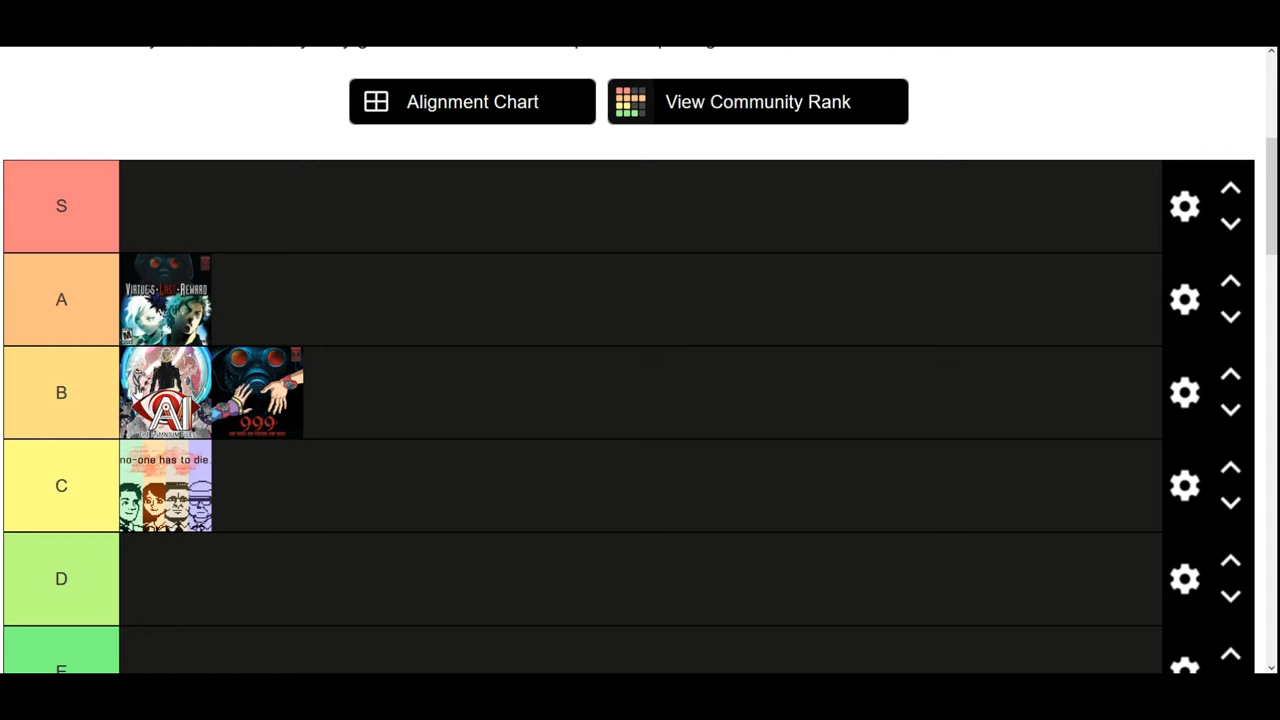 Alignment Chart
View Community Rank
S
A
VIRTUE'S LAST REWARD
B
AI
999
C
no-one has to die.
D